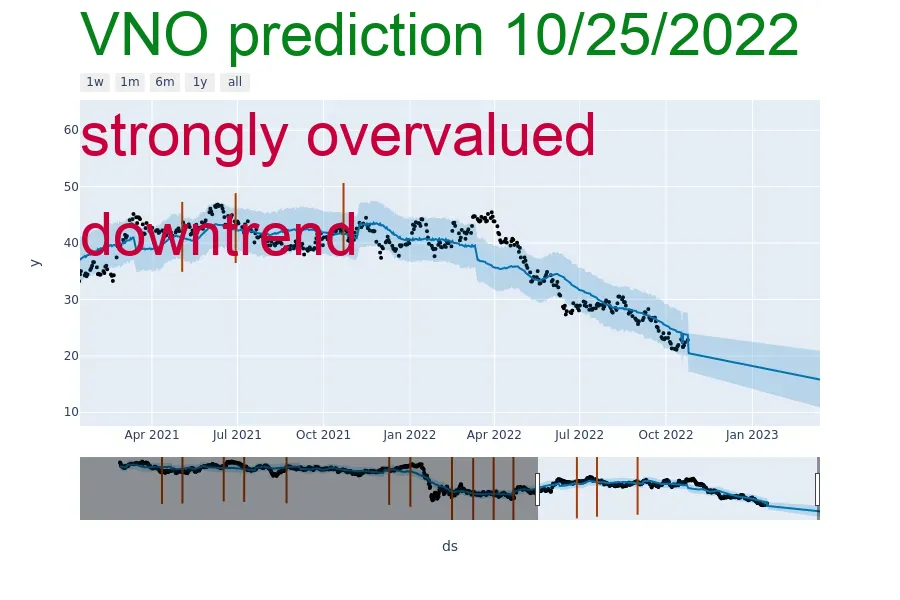 VNO prediction 10/25/2022
1w 1m 6m 1y all
strongly overvalued
downtrend
60
50
40
30
20
10
y
Apr 2021 Jul 2021 Oct 2021 Jan 2022 Apr 2022 Jul 2022 Oct 2022 Jan 2023
ds